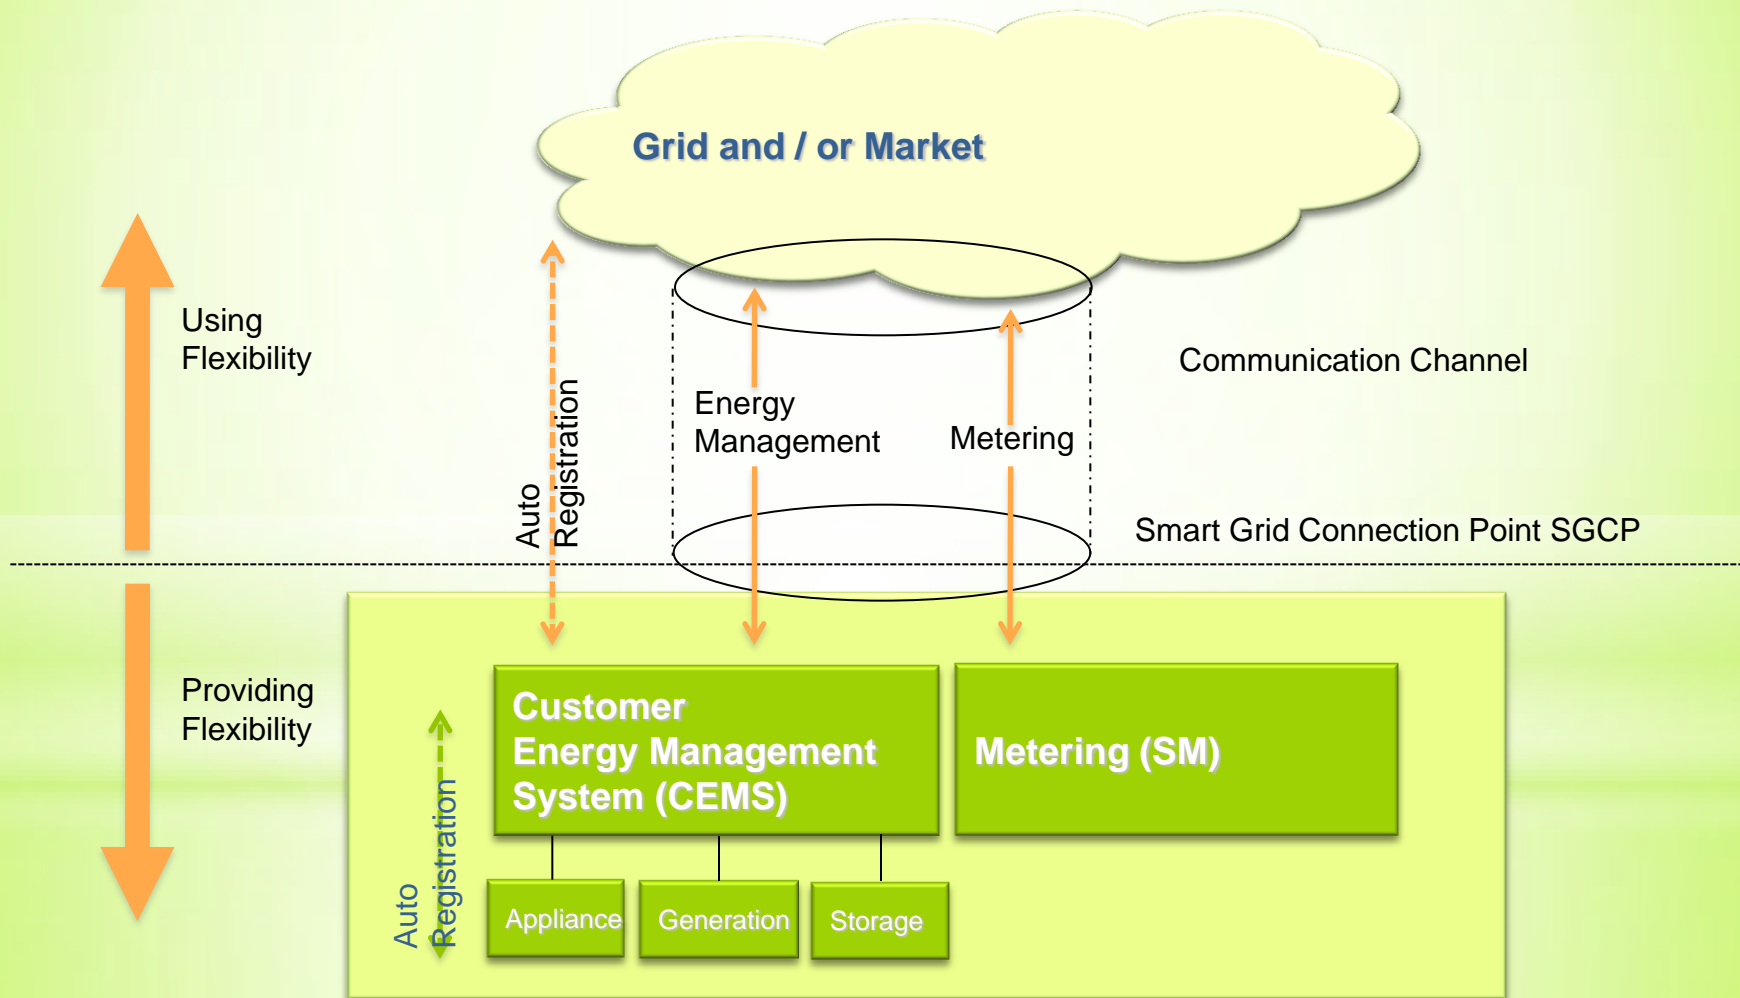 Grid and / or Market
Using
Flexibility
Communication Channel
Auto
Registration
Energy
Management
Metering
Smart Grid Connection Point SGCP
Providing
Flexibility
Customer
Energy Management
System (CEMS)
Metering (SM)
Auto
Registration
Appliance
Generation
Storage